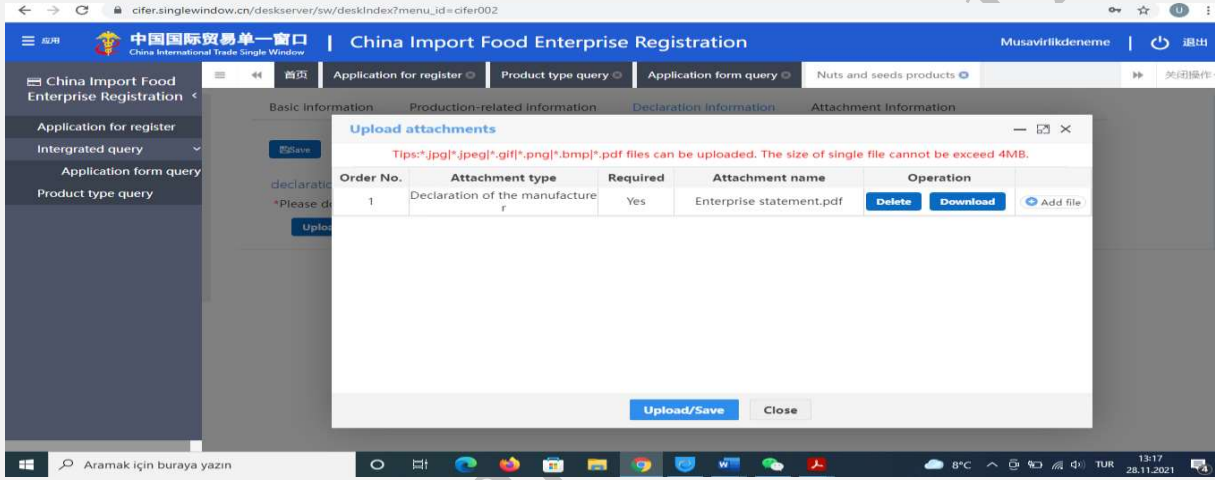 cifer.singlewindow.cn/deskserver/sw/deskIndex?menu_id=cifer002
U
应用
中国国际贸易单一窗口
China International Trade Single Window
| China Import Food Enterprise Registration
Musavirlikdeneme | 退出
China Import Food
Enterprise Registration
Application for register
Intergrated query
Application form query
Product type query
首页 Application for register Product type query Application form query Nuts and seeds products 关闭操作
Basic information Production-related information Declaration information Attachment Information
Save
declaratio
*Please de
Uploa
Upload attachments
Tips:*.jpg|*.jpeg|*.gif|*.png|*.bmp|*.pdf files can be uploaded. The size of single file cannot be exceed 4MB.
Order No. Attachment type Required Attachment name Operation
1 Declaration of the manufacture
r Yes Enterprise statement.pdf Delete Download Add file
Upload/Save Close
Aramak için buraya yazın
8°C TUR 13:17
28.11.2021